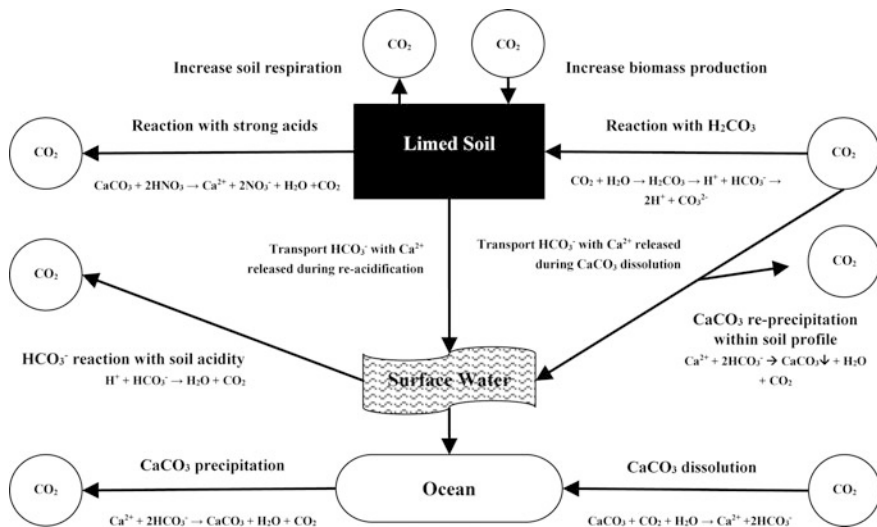 CO₂
CO₂
Increase soil respiration
Increase biomass production
Reaction with strong acids
Reaction with H₂CO₃
CO₂
Limed Soil
CO₂
CaCO₃ + 2HNO₃ → Ca²⁺ + 2NO₃⁻ + H₂O +CO₂
CO₂ + H₂O → H₂CO₃ → H⁺ + HCO₃⁻ →
2H⁺ + CO₃²⁻
Transport HCO₃⁻ with Ca²⁺
released during re-acidification
Transport HCO₃⁻ with Ca²⁺ released
during CaCO₃ dissolution
CO₂
CO₂
CaCO₃ re-precipitation
within soil profile
Ca²⁺ + 2HCO₃⁻ → CaCO₃↓ + H₂O
+ CO₂
HCO₃⁻ reaction with soil acidity
H⁺ + HCO₃⁻ → H₂O + CO₂
Surface Water
CaCO₃ precipitation
CaCO₃ dissolution
CO₂
Ocean
CO₂
Ca²⁺ + 2HCO₃⁻ → CaCO₃ + H₂O + CO₂
CaCO₃ + CO₂ + H₂O → Ca²⁺ +2HCO₃⁻